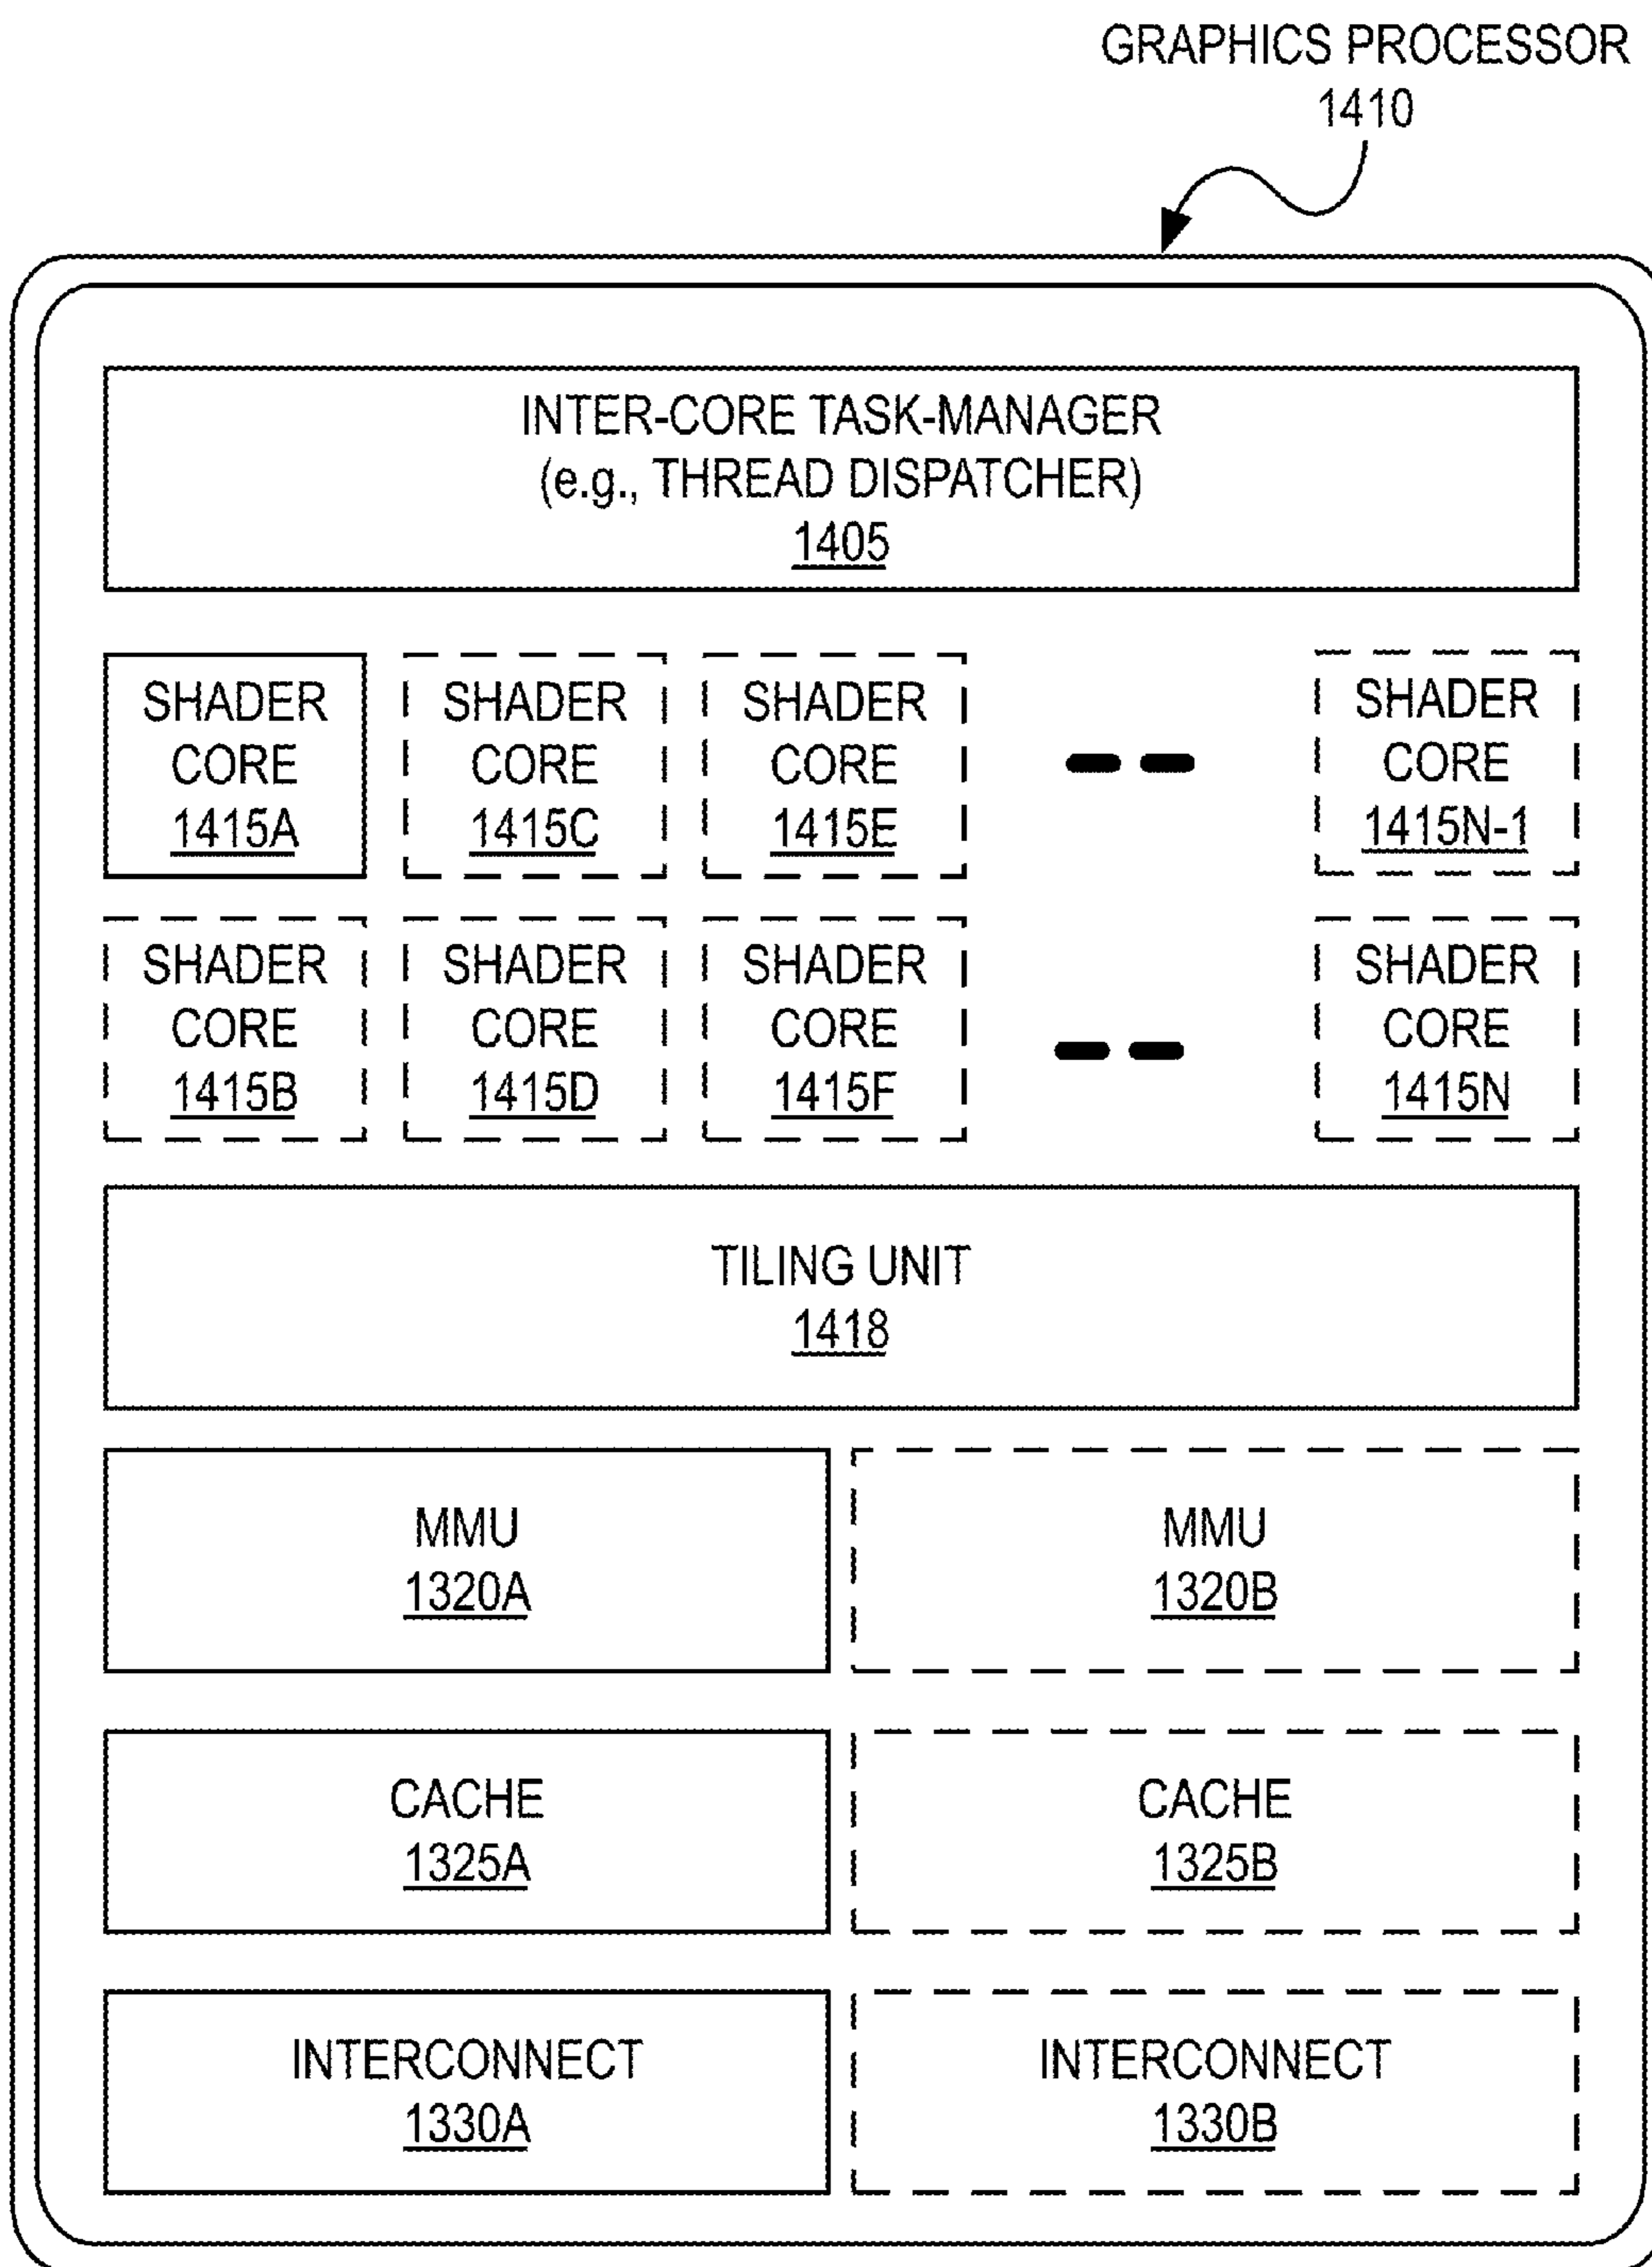 GRAPHICS PROCESSOR
1410
INTER-CORE TASK-MANAGER
(e.g., THREAD DISPATCHER)
1405
SHADER
CORE
1415A
SHADER
CORE
1415C
SHADER
CORE
1415E
SHADER
CORE
1415N-1
SHADER
CORE
1415B
SHADER
CORE
1415D
SHADER
CORE
1415F
SHADER
CORE
1415N
TILING UNIT
1418
MMU
1320A
MMU
1320B
CACHE
1325A
CACHE
1325B
INTERCONNECT
1330A
INTERCONNECT
1330B